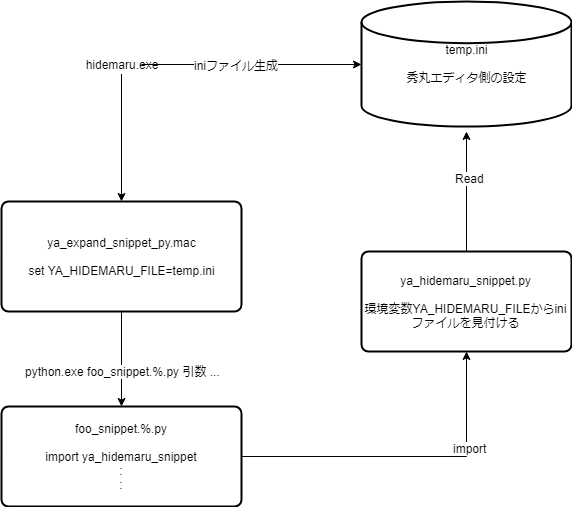 temp.ini
秀丸エディタ側の設定
hidemaru.exe
iniファイル生成
Read
ya_expand_snippet_py.mac
set YA_HIDEMARU_FILE=temp.ini
ya_hidemaru_snippet.py
環境変数YA_HIDEMARU_FILEからini
ファイルを見付ける
python.exe foo_snippet.%.py 引数 ...
foo_snippet.%.py
import ya_hidemaru_snippet
:
:
import